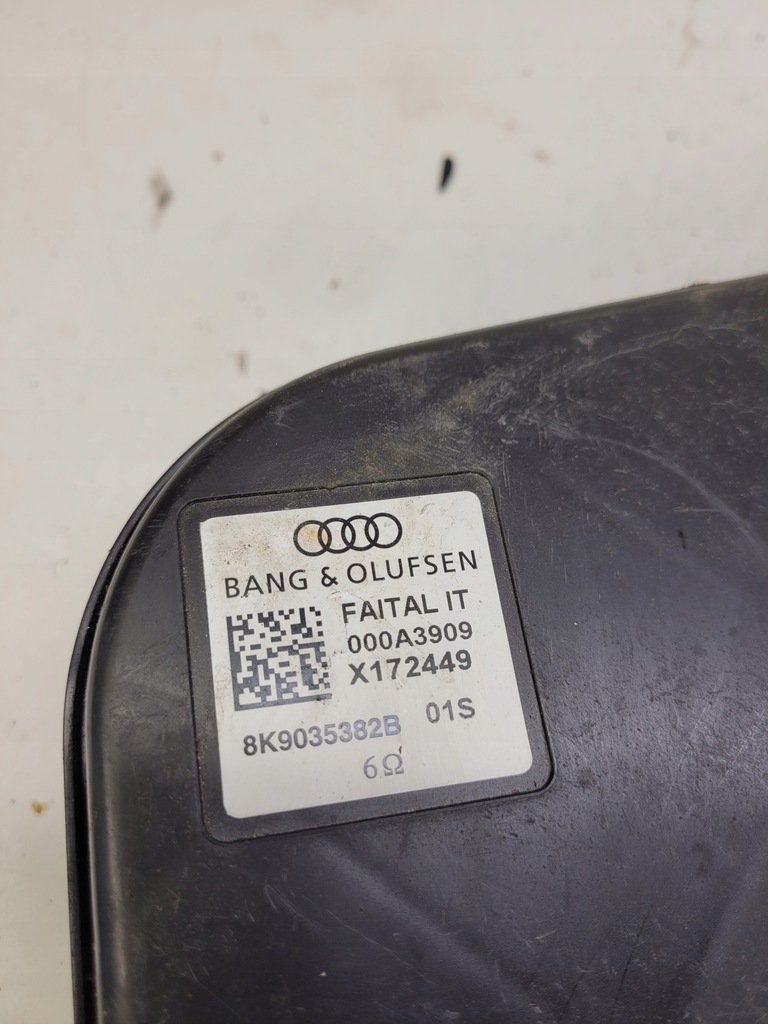 BANG & OLUFSEN
FAITAL IT
000A3909
X172449
8K9035382B 01S
6Ω